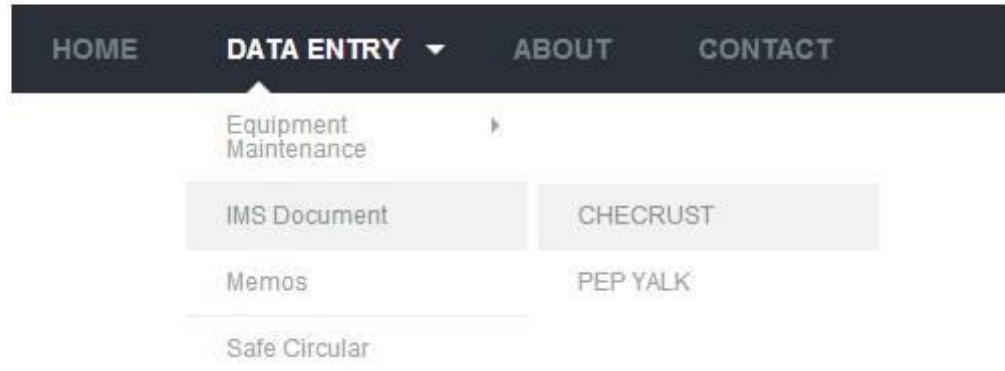 HOME DATA ENTRY ABOUT CONTACT
Equipment
Maintenance
IMS Document CHECRUST
Memos PEP YALK
Safe Circular